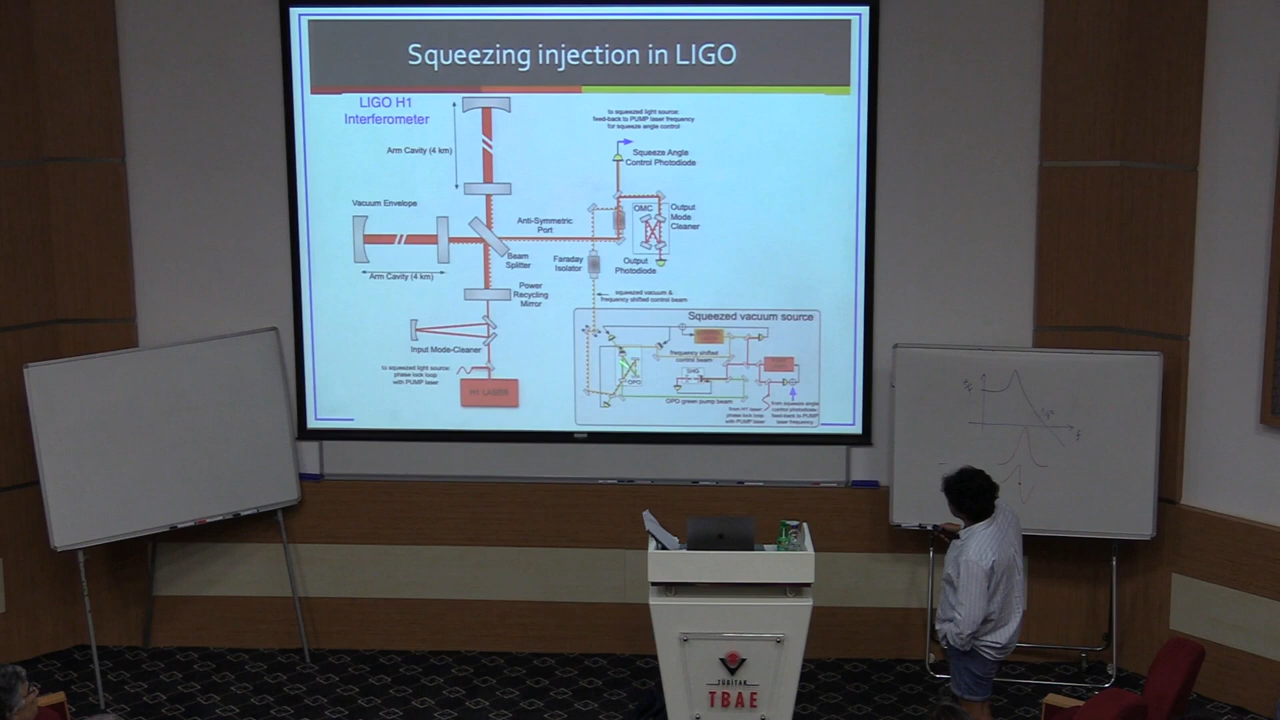 Squeezing injection in LIGO
LIGO H1
Interferometer
to squeezed light source:
feed-back to PUMP laser frequency
for squeeze angle control
Arm Cavity (4 km)
Squeeze Angle
Control Photodiode
Vacuum Envelope
Anti-Symmetric
Port
OMC
Output
Mode
Cleaner
Beam
Splitter
Faraday
Isolator
Output
Photodiode
Arm Cavity (4 km)
Power
Recycling
Mirror
squeezed vacuum &
frequency shifted control beam
Squeezed vacuum source
Input Mode-Cleaner
frequency shifted
control beam
to squeezed light source:
phase lock loop
with PUMP laser
SHG
OPO
H1 LASER
OPO green pump beam
from H1 laser:
phase lock loop
with PUMP laser
from squeeze angle
control photodiode:
feed-back to PUMP
laser frequency
f
TÜBİTAK
TBAE